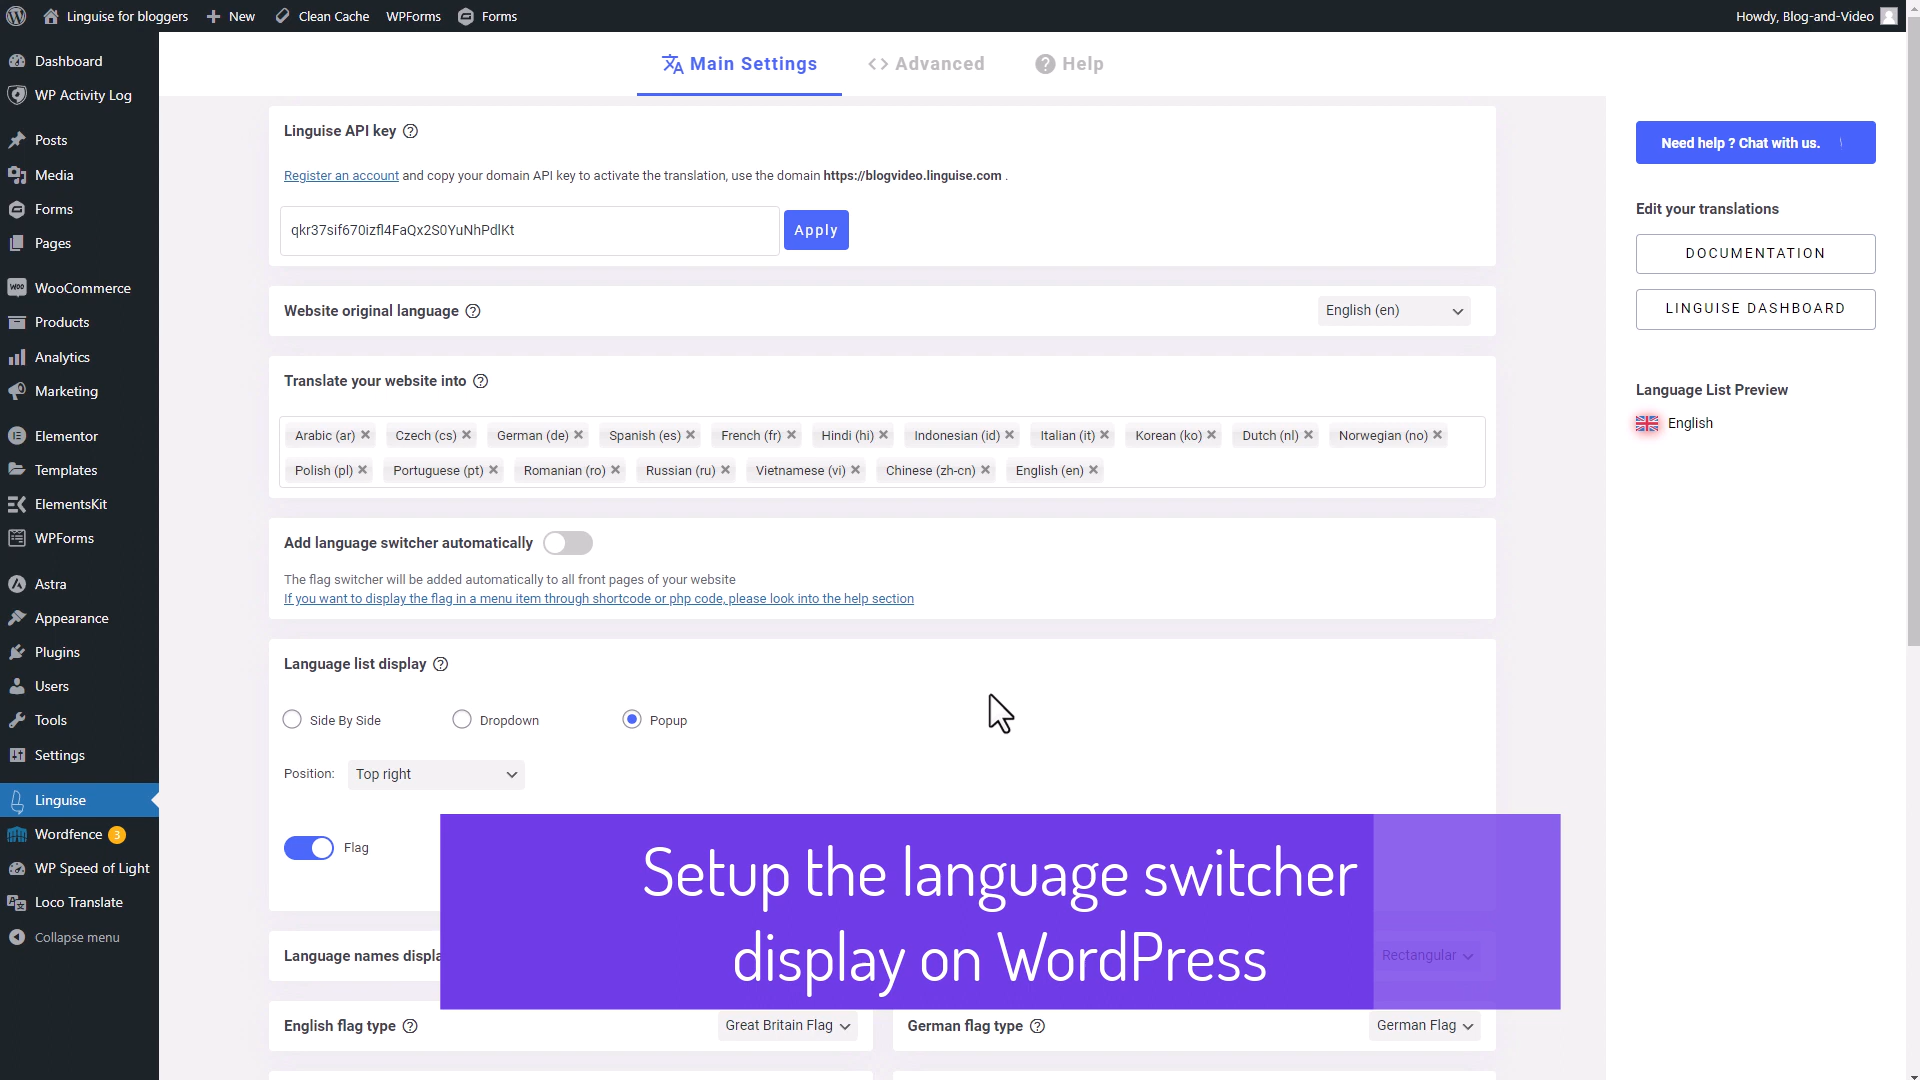 Linguise for bloggers
New
Clean Cache
WPForms
Forms
Howdy, Blog-and-Video
Dashboard
WP Activity Log
Posts
Media
Forms
Pages
WooCommerce
Products
Analytics
Marketing
Elementor
Templates
ElementsKit
WPForms
Astra
Appearance
Plugins
Users
Tools
Settings
Linguise
Wordfence 3
WP Speed of Light
Loco Translate
Collapse menu
Main Settings
Advanced
Help
Linguise API key
Register an account and copy your domain API key to activate the translation, use the domain https://blogvideo.linguise.com .
qkr37sif670izfl4FaQx2S0YuNhPdlKt
Apply
Website original language
English (en)
Translate your website into
Arabic (ar) Czech (cs) German (de) Spanish (es) French (fr) Hindi (hi) Indonesian (id) Italian (it) Korean (ko) Dutch (nl) Norwegian (no)
Polish (pl) Portuguese (pt) Romanian (ro) Russian (ru) Vietnamese (vi) Chinese (zh-cn) English (en)
Add language switcher automatically
The flag switcher will be added automatically to all front pages of your website
If you want to display the flag in a menu item through shortcode or php code, please look into the help section
Language list display
Side By Side
Dropdown
Popup
Position: Top right
Flag
Setup the language switcher
display on WordPress
Language names displa
Rectangular
English flag type
Great Britain Flag
German flag type
German Flag
Need help ? Chat with us.
Edit your translations
DOCUMENTATION
LINGUISE DASHBOARD
Language List Preview
English